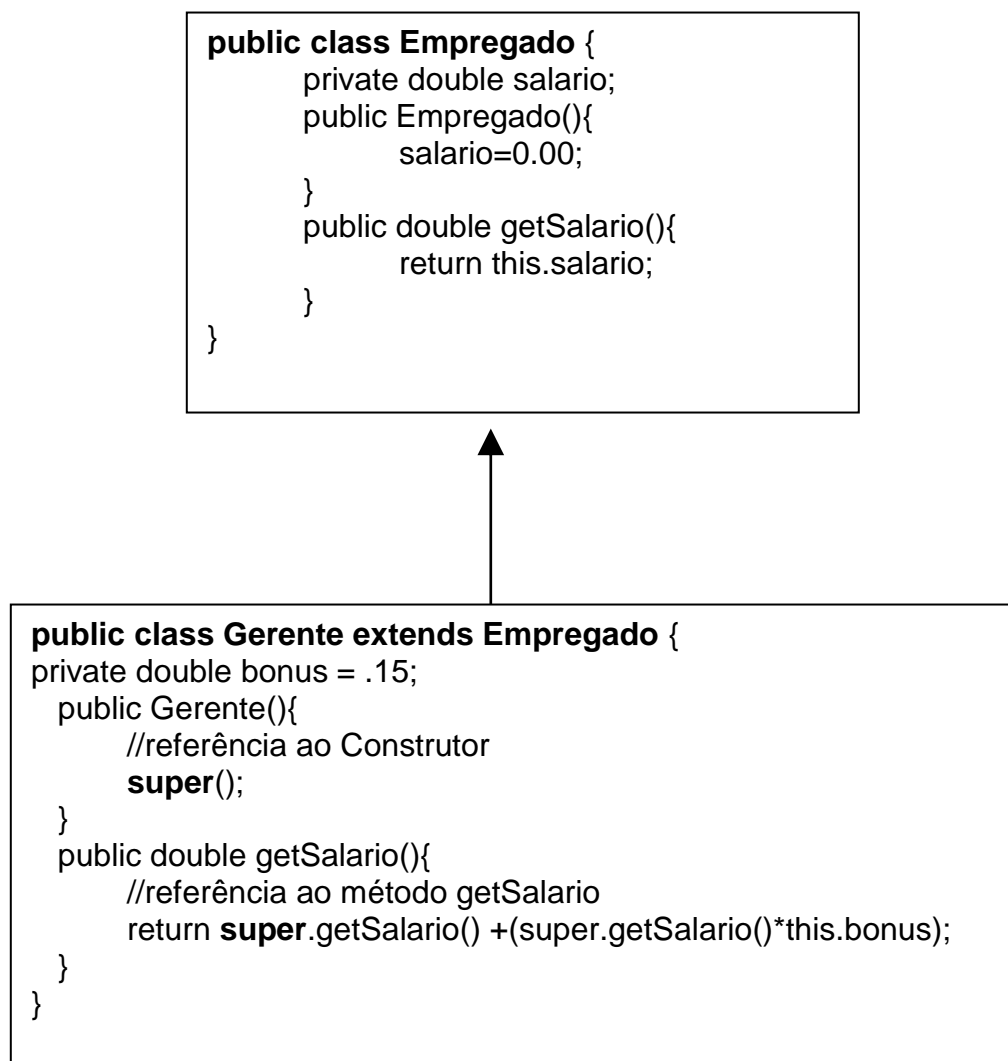 public class Empregado {
private double salario;
public Empregado(){
salario=0.00;
}
public double getSalario(){
return this.salario;
}
}
public class Gerente extends Empregado {
private double bonus = .15;
public Gerente(){
//referência ao Construtor
super();
}
public double getSalario(){
//referência ao método getSalario
return super.getSalario() +(super.getSalario()*this.bonus);
}
}